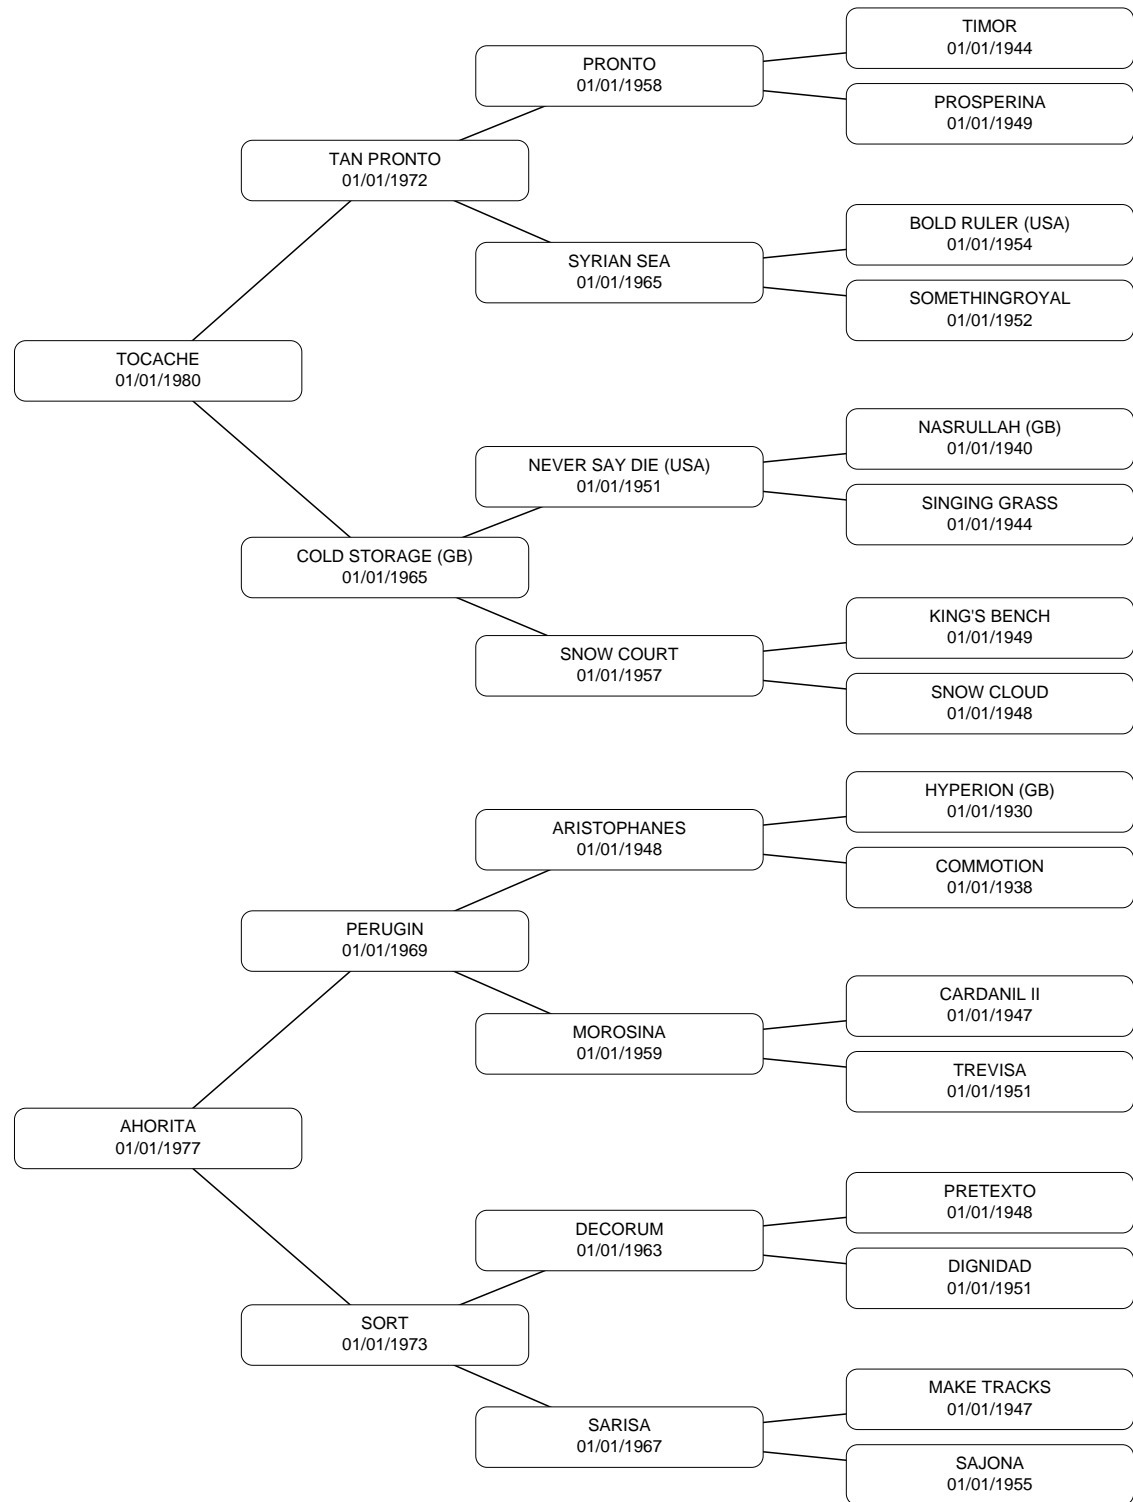 TIMOR
01/01/1944
PRONTO
01/01/1958
PROSPERINA
01/01/1949
TAN PRONTO
01/01/1972
BOLD RULER (USA)
01/01/1954
SYRIAN SEA
01/01/1965
SOMETHINGROYAL
01/01/1952
TOCACHE
01/01/1980
NASRULLAH (GB)
01/01/1940
NEVER SAY DIE (USA)
01/01/1951
SINGING GRASS
01/01/1944
COLD STORAGE (GB)
01/01/1965
KING'S BENCH
01/01/1949
SNOW COURT
01/01/1957
SNOW CLOUD
01/01/1948
HYPERION (GB)
01/01/1930
ARISTOPHANES
01/01/1948
COMMOTION
01/01/1938
PERUGIN
01/01/1969
CARDANIL II
01/01/1947
MOROSINA
01/01/1959
TREVISA
01/01/1951
AHORITA
01/01/1977
PRETEXTO
01/01/1948
DECORUM
01/01/1963
DIGNIDAD
01/01/1951
SORT
01/01/1973
MAKE TRACKS
01/01/1947
SARISA
01/01/1967
SAJONA
01/01/1955